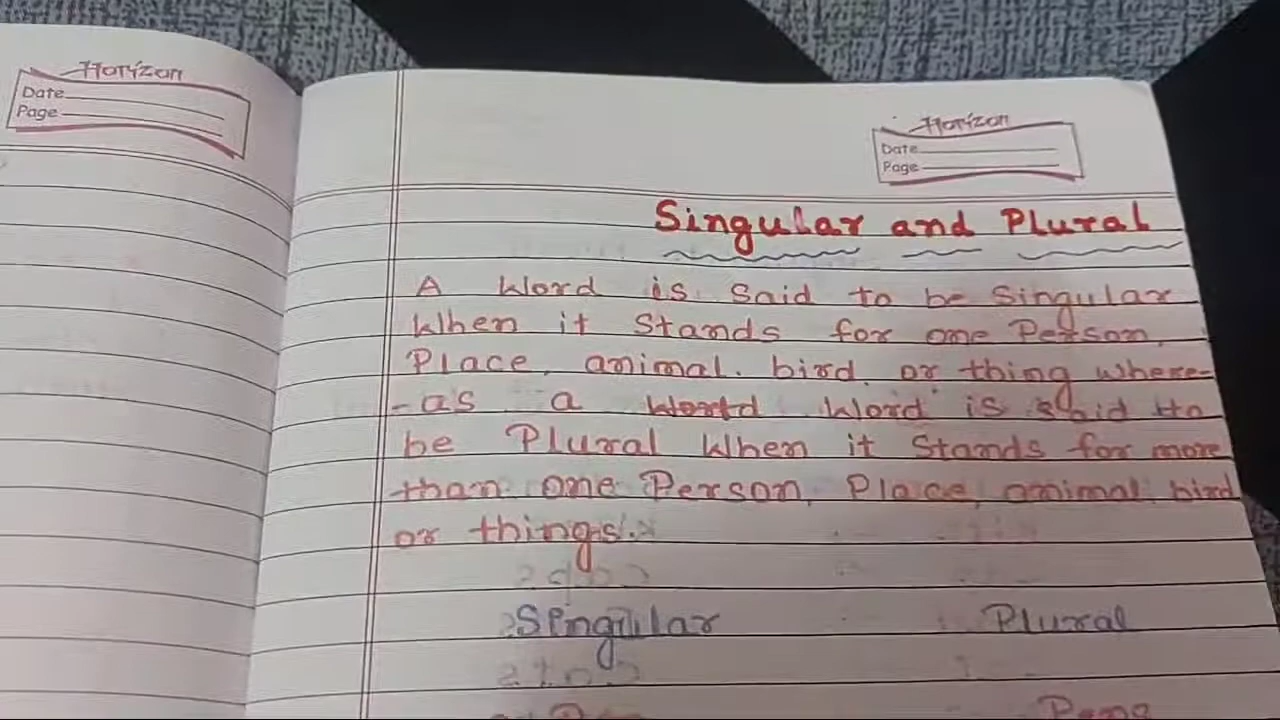 Horizon
Date
Page
Horizon
Date
Page
Singular and Plural
A Word is Said to be Singular
When it Stands for one Person,
Place, animal. bird, or thing where-
-as a Word is Said to
be Plural When it Stands for more
than one Person, Place, animal bird
or things.
Singular Plural
Pen Pens